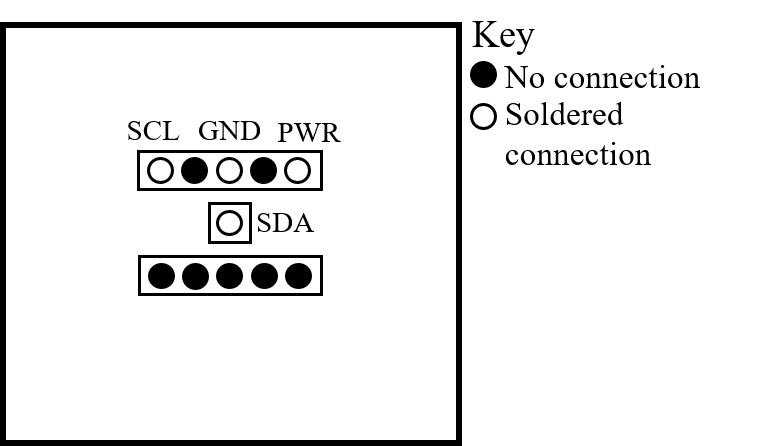 Key
No connection
Soldered
connection
SCL GND PWR
SDA